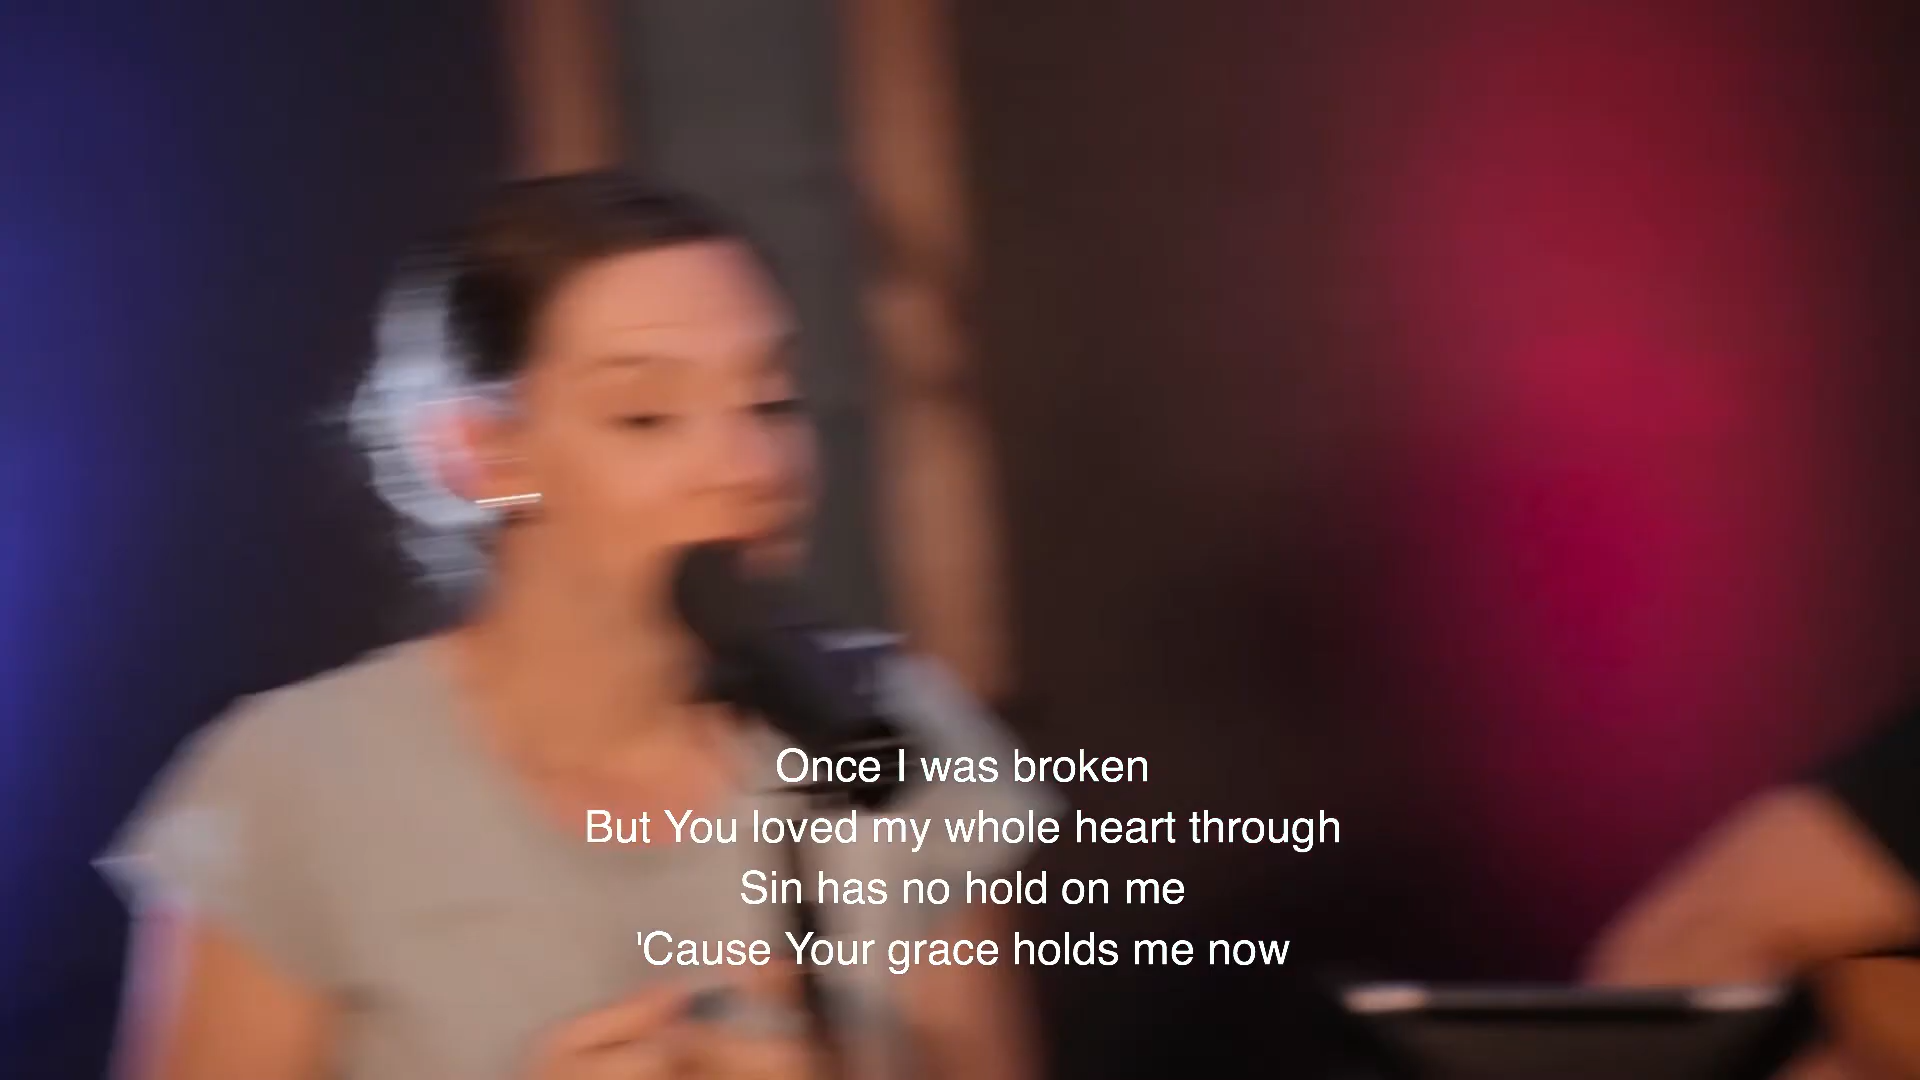 Once I was broken
But You loved my whole heart through
Sin has no hold on me
'Cause Your grace holds me now